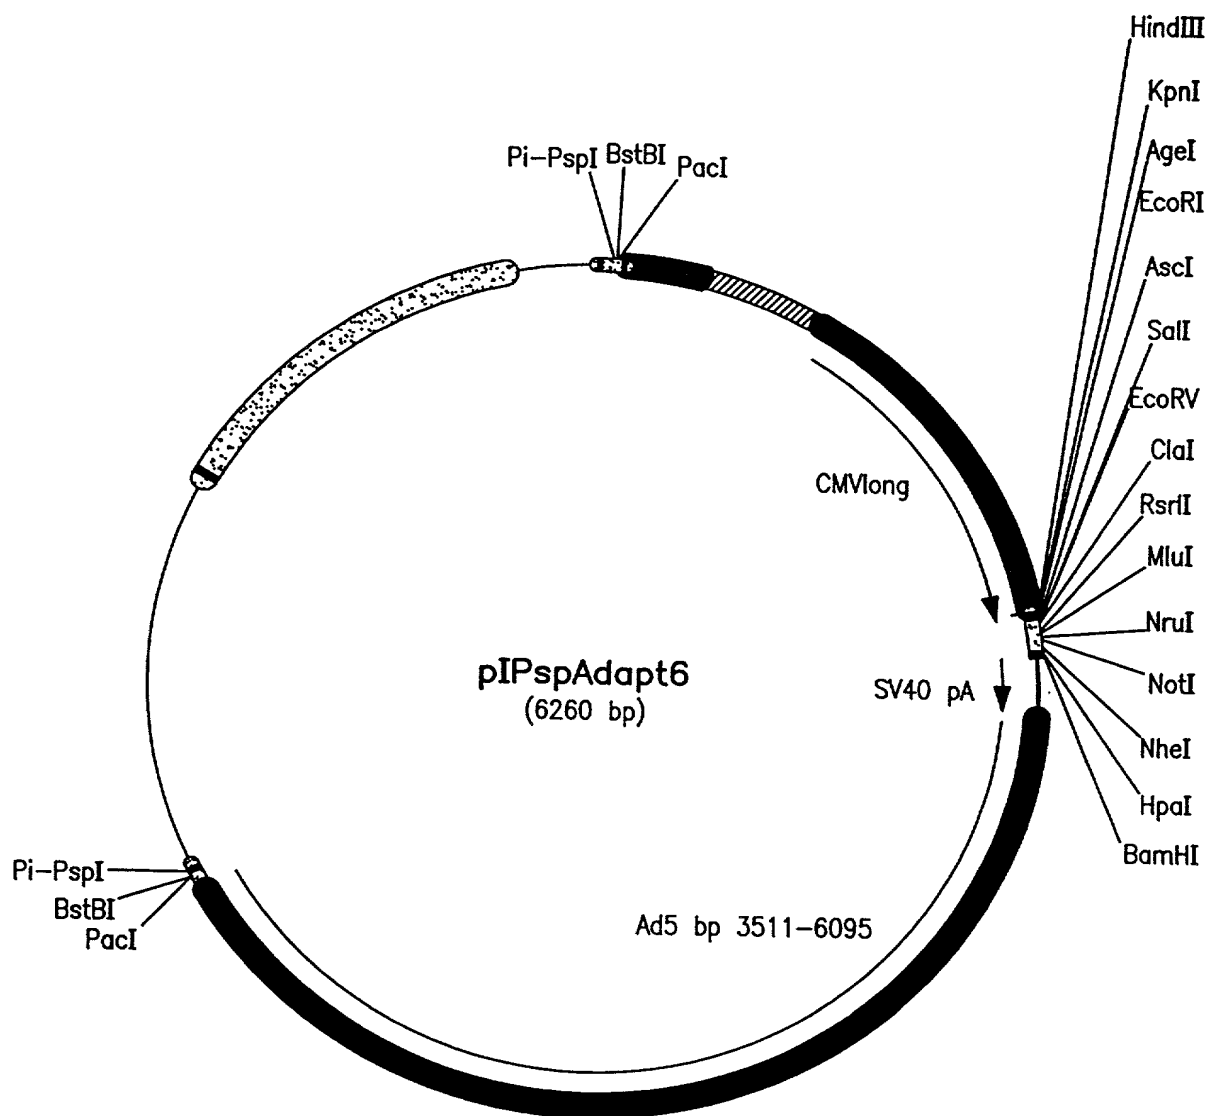 HindIII
KpnI
AgeI
EcoRI
AscI
SalI
EcoRV
ClaI
RsrII
MluI
NruI
NotI
NheI
HpaI
BamHI
Pi-PspI
BstBI
PacI
CMVlong
pIPspAdapt6
(6260 bp)
SV40 pA
Pi-PspI
BstBI
PacI
Ad5 bp 3511-6095